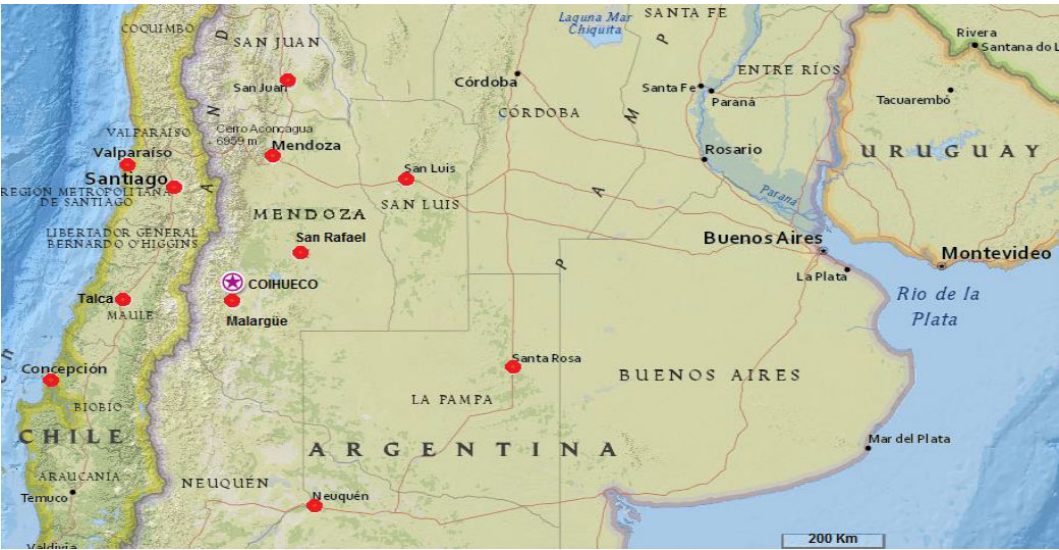 COQUIMBO
SAN JUAN
San Juan
Laguna Mar
Chiquita
SANTA FE
Rivera
Santana do L
Córdoba
CÓRDOBA
Santa Fe
Paraná
ENTRE RÍOS
Tacuarembó
URUGUAY
VALPARAÍSO
Valparaíso
Cerro Aconcagua
6959 m
Mendoza
Rosario
Santiago
REGIÓN METROPOLITANA
DE SANTIAGO
San Luis
SAN LUIS
Paraná
A N D
P A M P A
LIBERTADOR GENERAL
BERNARDO O'HIGGINS
MENDOZA
San Rafael
Buenos Aires
Montevideo
La Plata
COIHUECO
Talca
MAULE
Malargüe
Rio de la
Plata
Concepción
Santa Rosa
BUENOS AIRES
BIOBÍO
LA PAMPA
CHILE
ARGENTINA
Mar del Plata
ARAUCANÍA
Temuco
NEUQUÉN
Neuquén
Valdivia
200 Km